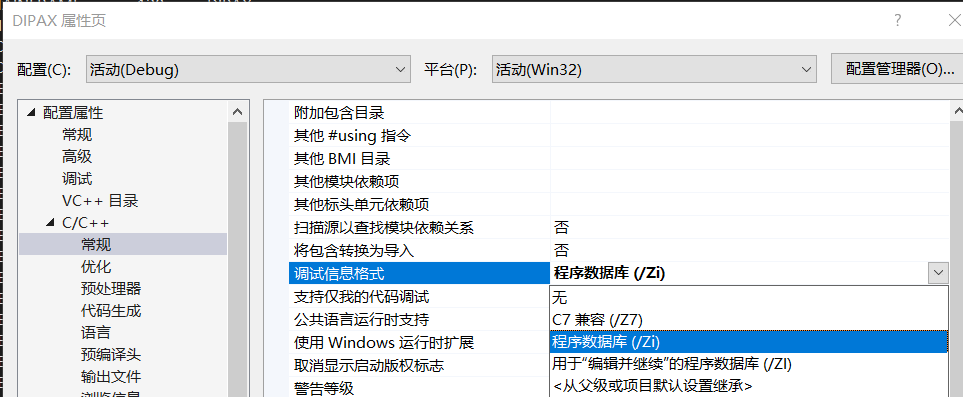 DIPAX 属性页
配置(C): 活动(Debug) 平台(P): 活动(Win32) 配置管理器(O)...
配置属性
常规
高级
调试
VC++ 目录
C/C++
常规
优化
预处理器
代码生成
语言
预编译头
输出文件
浏览信息
附加包含目录
其他 #using 指令
其他 BMI 目录
其他模块依赖项
其他标头单元依赖项
扫描源以查找模块依赖关系 否
将包含转换为导入 否
调试信息格式 程序数据库 (/Zi)
支持仅我的代码调试
公共语言运行时支持
使用 Windows 运行时扩展
取消显示启动版权标志
警告等级
无
C7 兼容 (/Z7)
程序数据库 (/Zi)
用于“编辑并继续”的程序数据库 (/ZI)
<从父级或项目默认设置继承>